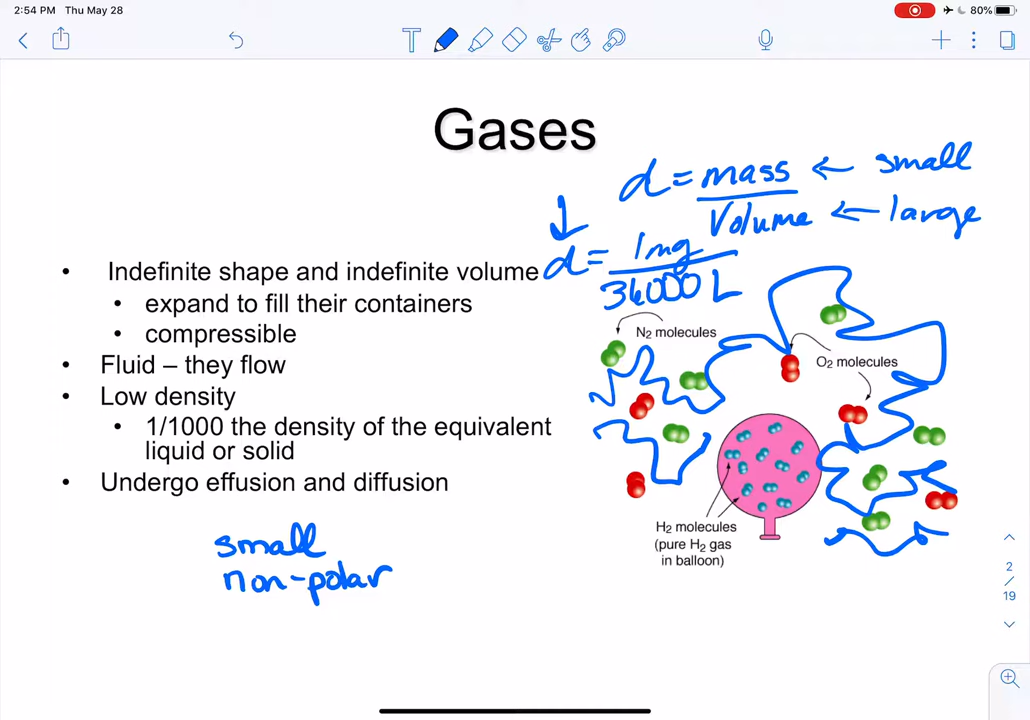 2:54 PM Thu May 28
80%
T
Gases
d = mass ← small
Volume ← large
↓
d = 1mg
36000 L
• Indefinite shape and indefinite volume
• expand to fill their containers
• compressible
• Fluid – they flow
• Low density
• 1/1000 the density of the equivalent
liquid or solid
• Undergo effusion and diffusion
small
non-polar
N2 molecules
O2 molecules
H2 molecules
(pure H2 gas
in balloon)
2
/
19